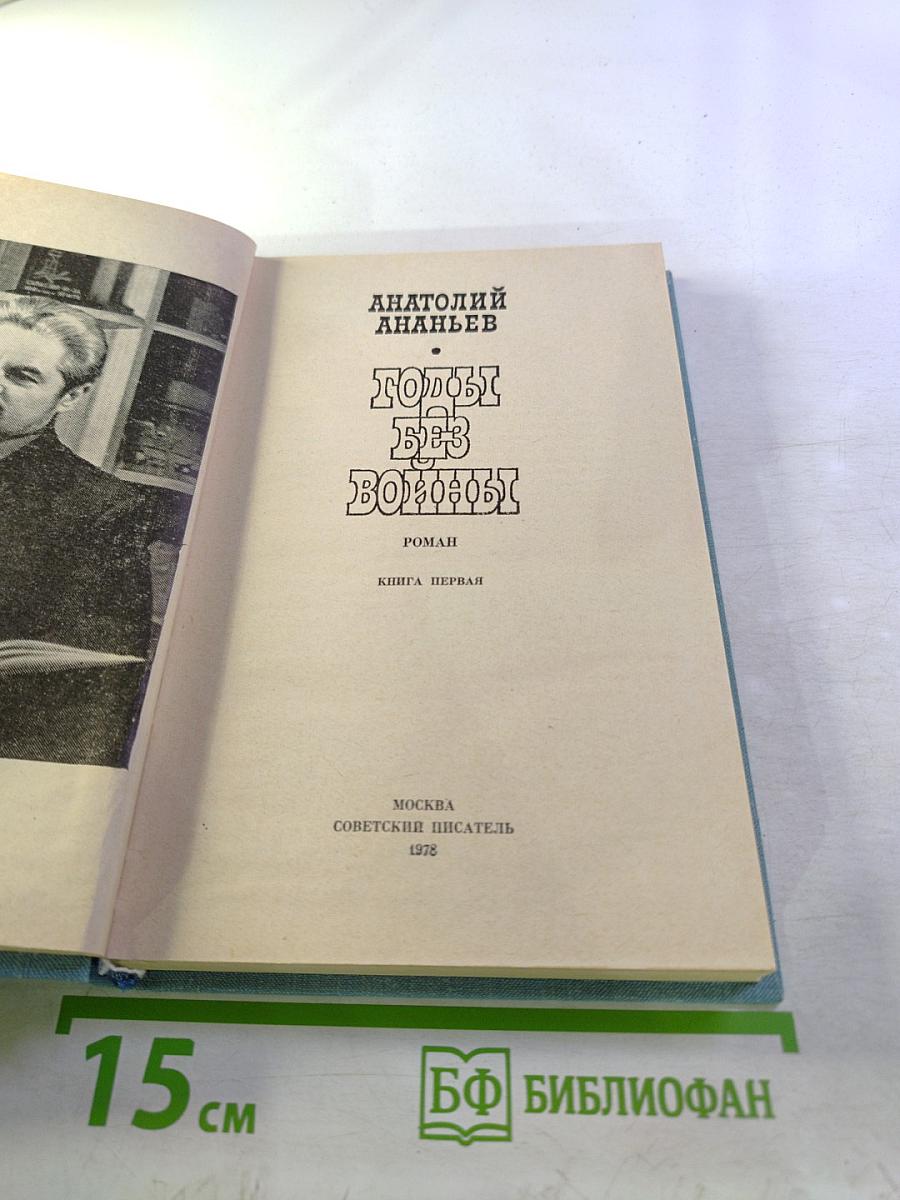 АНАТОЛИЙ
АНАНЬЕВ
•
ГОДЫ
БЕЗ
ВОЙНЫ
РОМАН
КНИГА ПЕРВАЯ
МОСКВА
СОВЕТСКИЙ ПИСАТЕЛЬ
1978
15 см
БФ БИБЛИОФАН